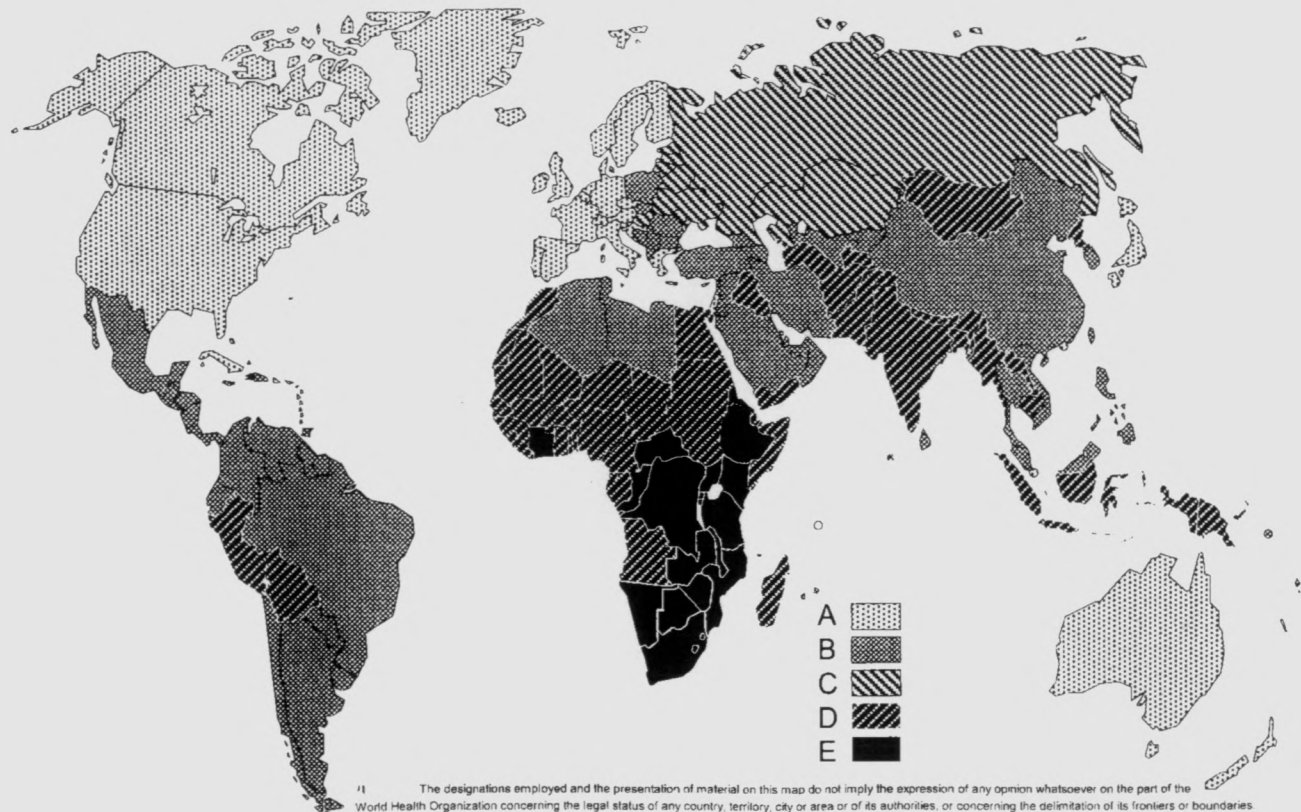 A
B
C
D
E
The designations employed and the presentation of material on this map do not imply the expression of any opinion whatsoever on the part of the
World Health Organization concerning the legal status of any country, territory, city or area or of its authorities, or concerning the delimitation of its frontiers or boundaries.